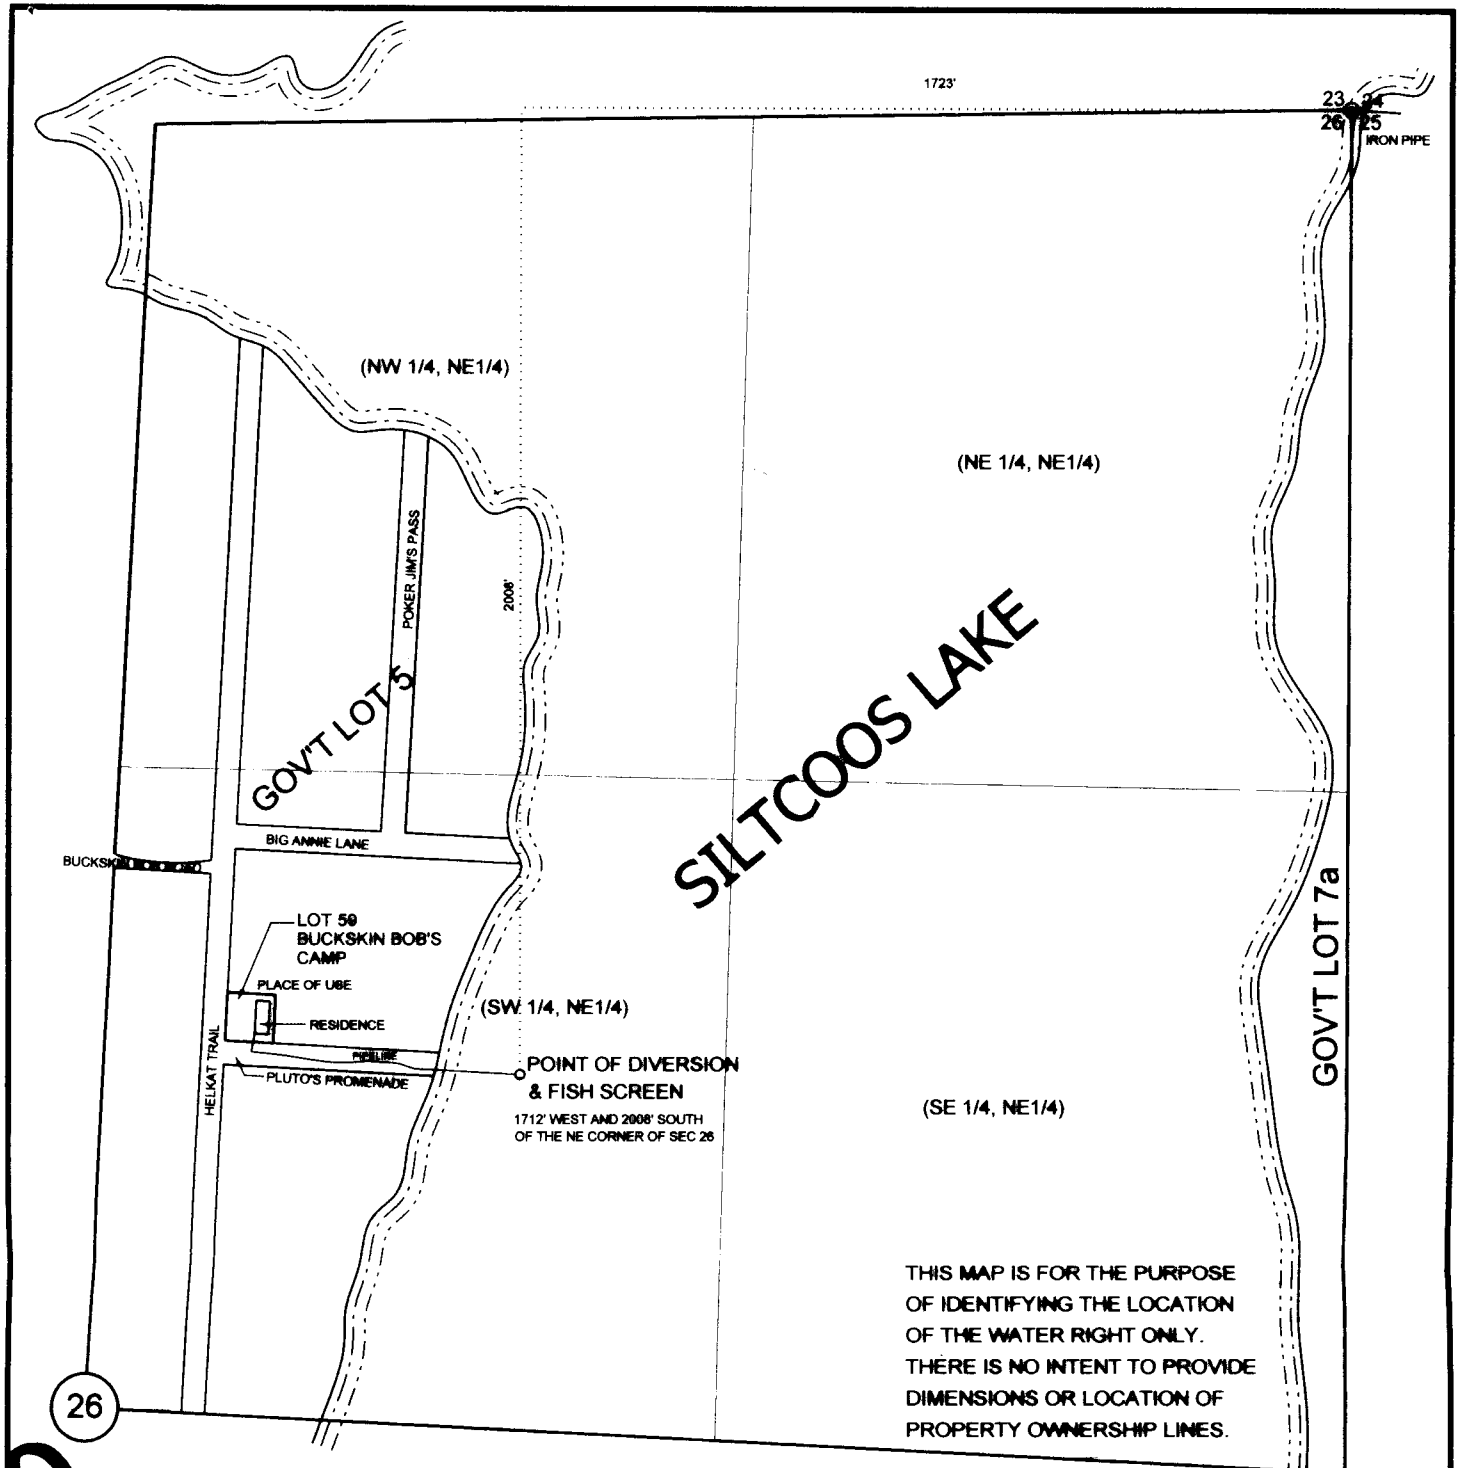 1723'
23 24
26 25
IRON PIPE
(NW 1/4, NE1/4)
(NE 1/4, NE1/4)
POKER JIM'S PASS
2008'
SILTCOOS LAKE
GOV'T LOT 5
BIG ANNIE LANE
BUCKSKIN BOB ROAD
GOV'T LOT 7a
LOT 59
BUCKSKIN BOB'S
CAMP
PLACE OF USE
(SW 1/4, NE1/4)
RESIDENCE
HELKAT TRAIL
PIPELINE
PLUTO'S PROMENADE
POINT OF DIVERSION
& FISH SCREEN
1712' WEST AND 2008' SOUTH
OF THE NE CORNER OF SEC 26
(SE 1/4, NE1/4)
THIS MAP IS FOR THE PURPOSE
OF IDENTIFYING THE LOCATION
OF THE WATER RIGHT ONLY.
THERE IS NO INTENT TO PROVIDE
DIMENSIONS OR LOCATION OF
PROPERTY OWNERSHIP LINES.
26